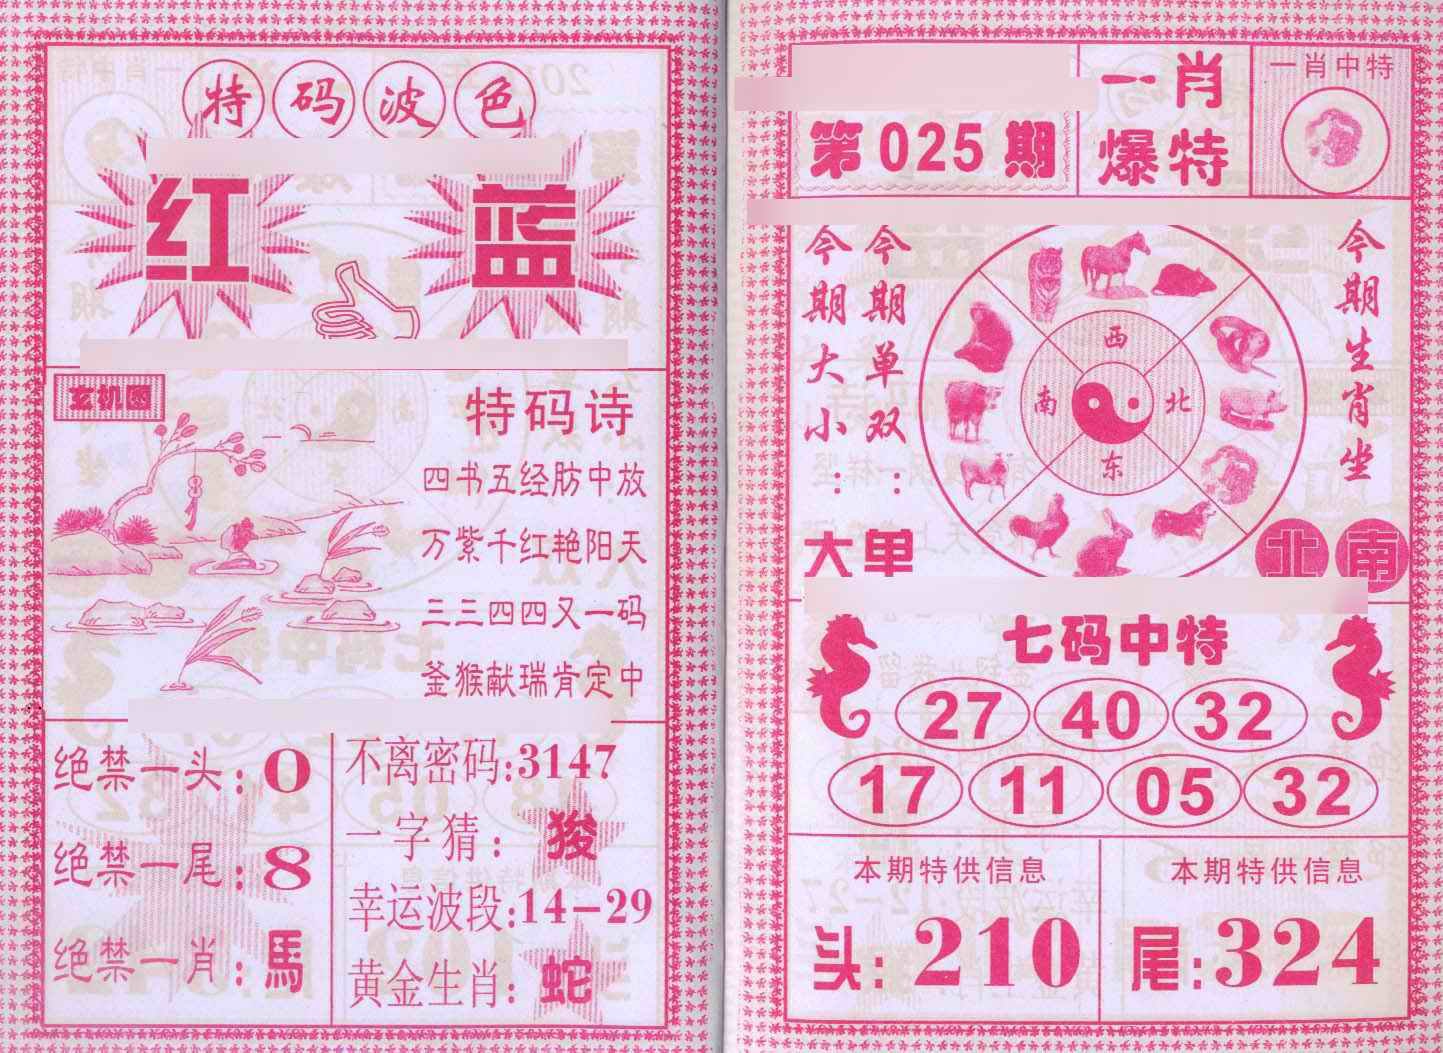 特码波色
红 蓝
玄机图
特码诗
四书五经肪中放
万紫千红艳阳天
三三四四又一码
釜猴献瑞肯定中
绝禁一头:0
绝禁一尾:8
绝禁一肖:馬
不离密码:3147
一字猜:狻
幸运波段:14-29
黄金生肖:蛇
第025期
一肖
爆特
一肖中特
今期大小:大
今期单双:单
西
南 北
东
今期生肖坐
北 南
七码中特
27 40 32
17 11 05 32
本期特供信息
头:210
本期特供信息
尾:324